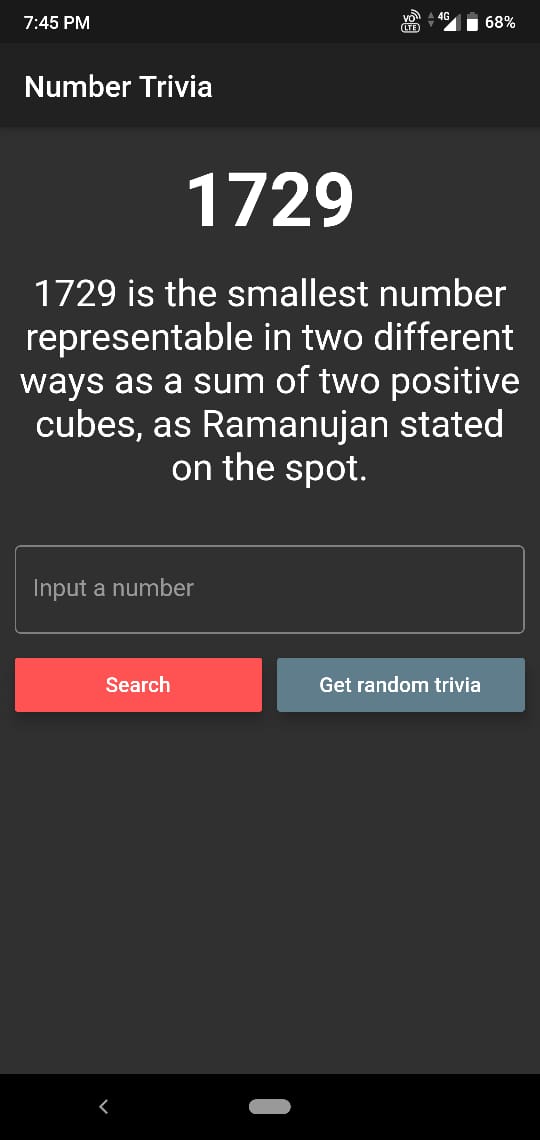 7:45 PM
VO LTE 4G 68%
Number Trivia
1729
1729 is the smallest number
representable in two different
ways as a sum of two positive
cubes, as Ramanujan stated
on the spot.
Input a number
Search
Get random trivia